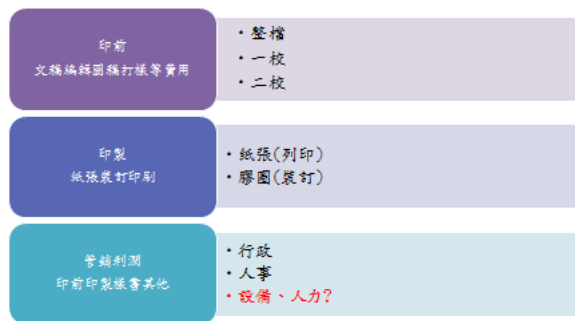 印前
文稿編輯圖稿打樣等費用
・整檔
・一校
・二校
印製
紙張裝訂印刷
・紙張(列印)
・膠圈(裝訂)
管銷利潤
印前印製樣書其他
・行政
・人事
・設備、人力?